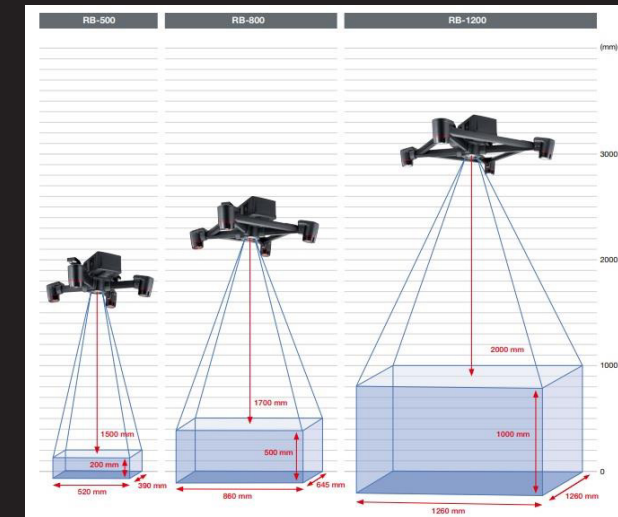 RB-500
RB-800
RB-1200
(mm)
3000
2000
1000
0
1500 mm
200 mm
520 mm
390 mm
1700 mm
500 mm
860 mm
645 mm
2000 mm
1000 mm
1260 mm
1260 mm